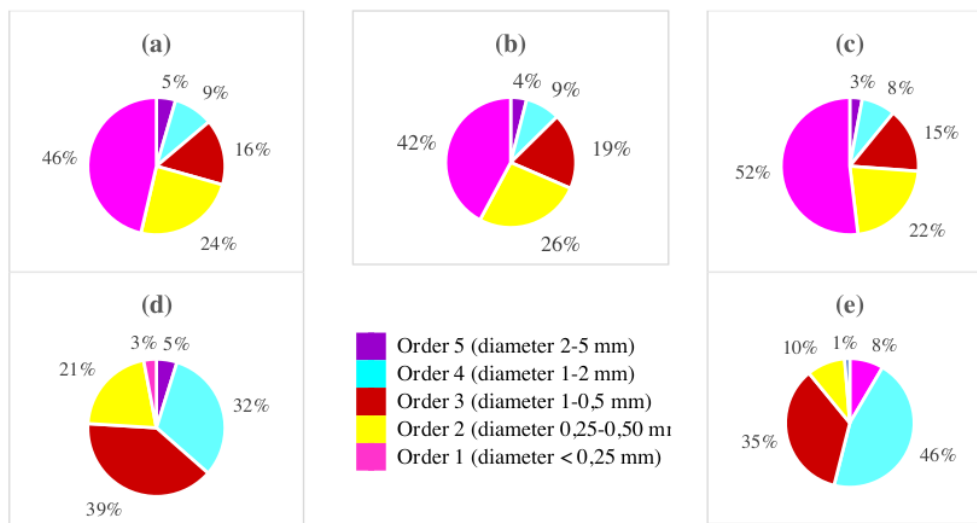 (a)
5%
9%
16%
24%
46%
(b)
4%
9%
19%
26%
42%
(c)
3%
8%
15%
22%
52%
(d)
3%
5%
32%
39%
21%
Order 5 (diameter 2-5 mm)
Order 4 (diameter 1-2 mm)
Order 3 (diameter 1-0,5 mm)
Order 2 (diameter 0,25-0,50 m
Order 1 (diameter < 0,25 mm)
(e)
1%
8%
46%
35%
10%